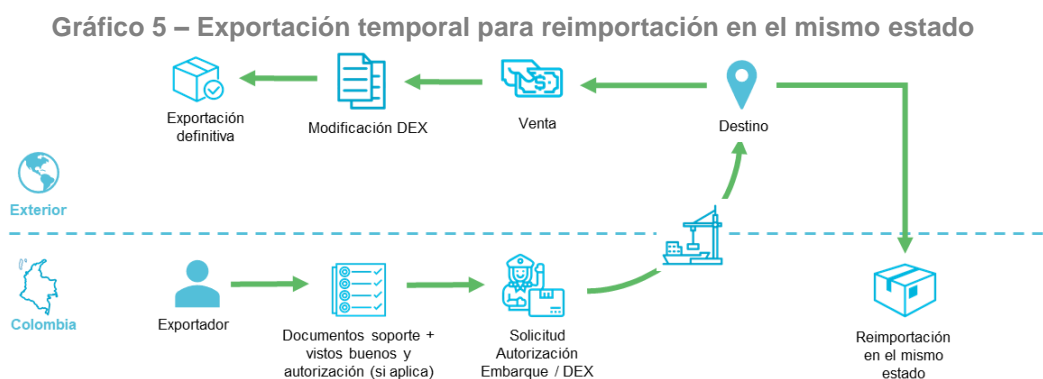 Gráfico 5 – Exportación temporal para reimportación en el mismo estado
Exportación
definitiva
Modificación DEX
Venta
Destino
Exterior
Colombia
Exportador
Documentos soporte +
vistos buenos y
autorización (si aplica)
Solicitud
Autorización
Embarque / DEX
Reimportación
en el mismo
estado